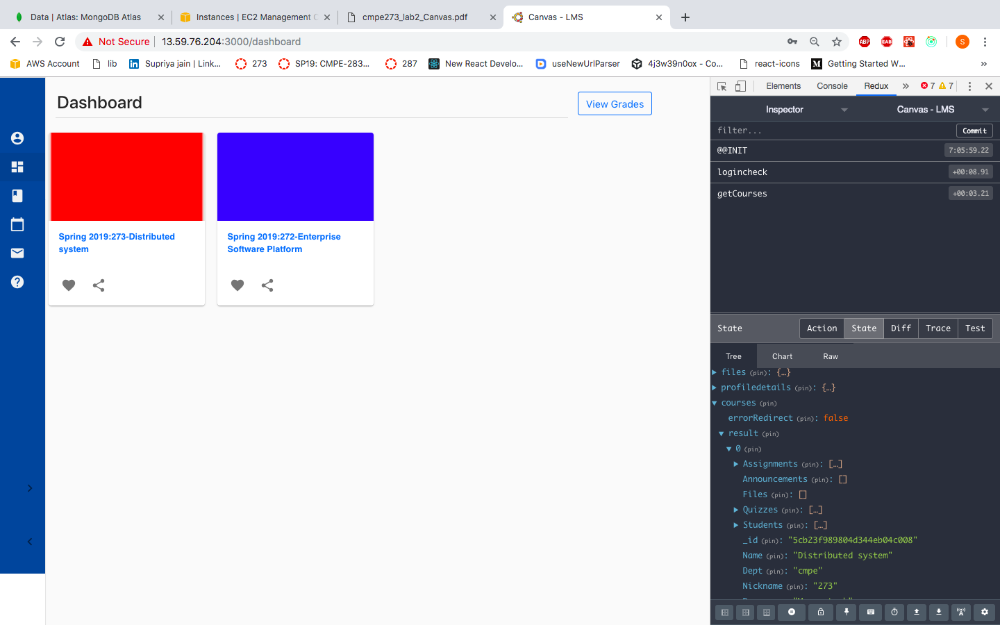 Data | Atlas: MongoDB Atlas
Instances | EC2 Management C
cmpe273_lab2_Canvas.pdf
Canvas - LMS
Not Secure
13.59.76.204:3000/dashboard
ABP
EAB
S
AWS Account
lib
Supriya jain | Link...
273
SP19: CMPE-283...
287
New React Develo...
useNewUrlParser
4j3w39n0ox - Co...
react-icons
Getting Started W...
»
Dashboard
View Grades
Spring 2019:273-Distributed
system
Spring 2019:272-Enterprise
Software Platform
Elements Console Redux » 7 7
Inspector Canvas - LMS
filter... Commit
@@INIT 7:05:59.22
logincheck +00:08.91
getCourses +00:03.21
State Action State Diff Trace Test
Tree Chart Raw
files (pin): {…}
profiledetails (pin): {…}
courses (pin)
errorRedirect (pin): false
result (pin)
0 (pin)
Assignments (pin): […]
Announcements (pin): []
Files (pin): []
Quizzes (pin): […]
Students (pin): […]
_id (pin): "5cb23f989804d344eb04c008"
Name (pin): "Distributed system"
Dept (pin): "cmpe"
Nickname (pin): "273"